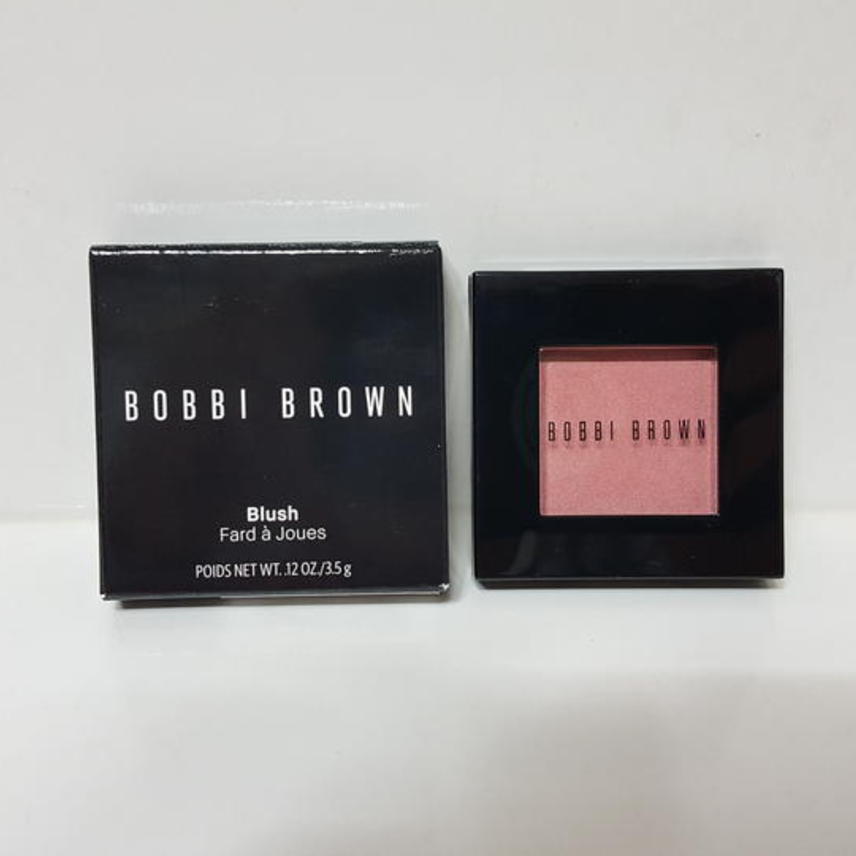 BOBBI BROWN
Blush
Fard à Joues
POIDS NET WT. .12 OZ./3.5 g
BOBBI BROWN